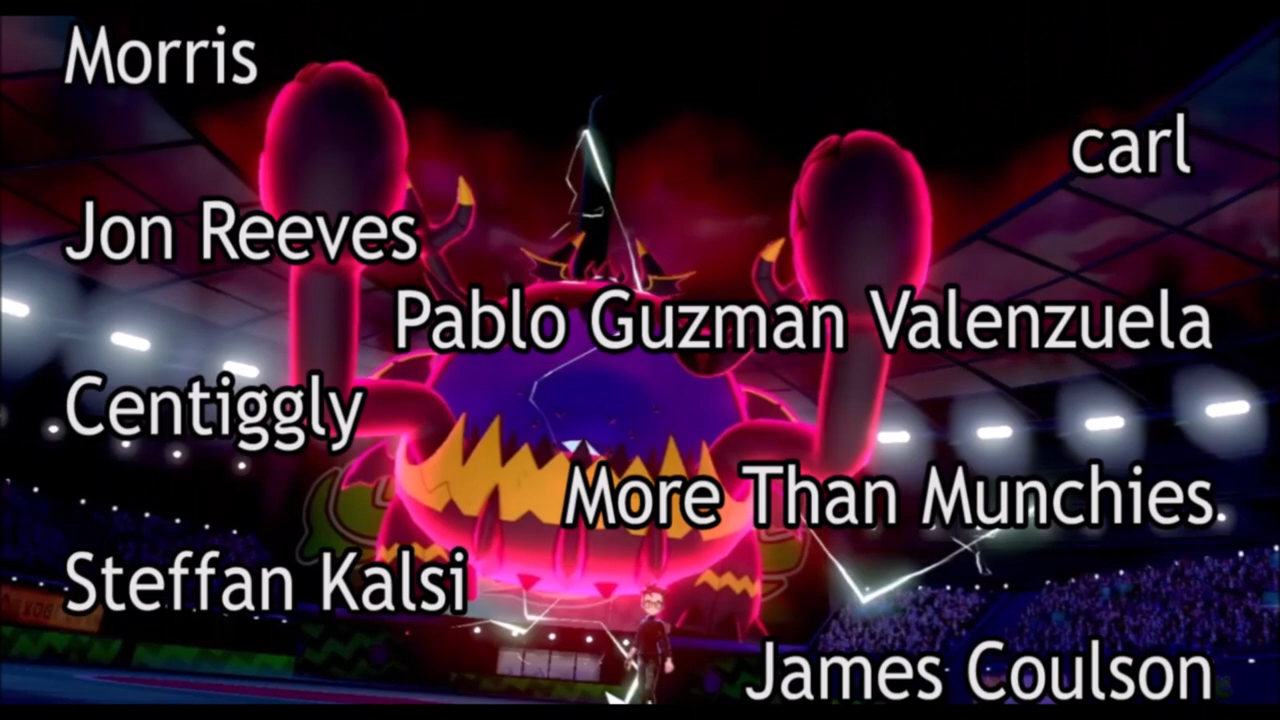 Morris
carl
Jon Reeves
Pablo Guzman Valenzuela
Centiggly
More Than Munchies.
Steffan Kalsi
James Coulson